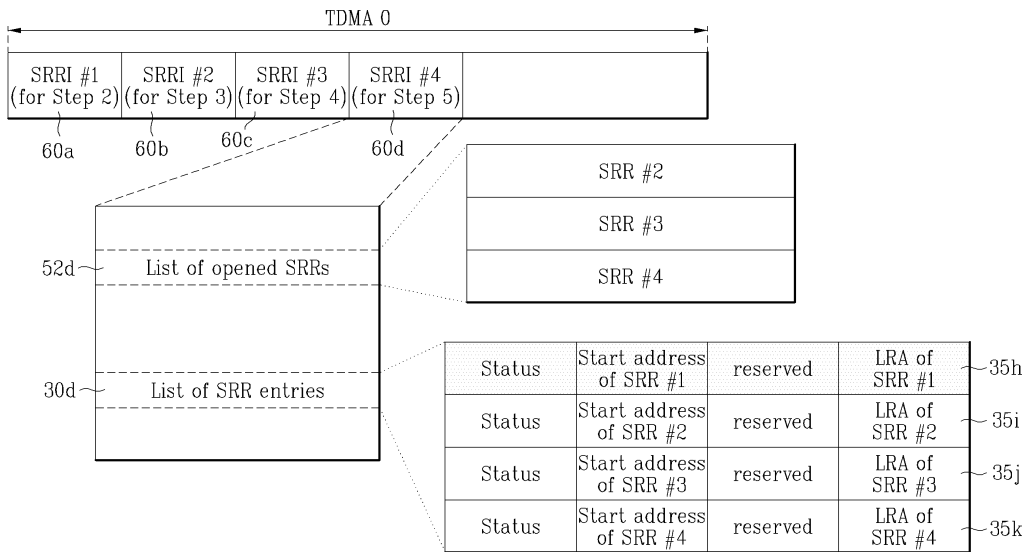 TDMA 0
SRRI #1 SRRI #2 SRRI #3 SRRI #4
(for Step 2) (for Step 3) (for Step 4) (for Step 5)
60a 60b 60c 60d
SRR #2
SRR #3
SRR #4
52d List of opened SRRs
30d List of SRR entries
Status Start address of SRR #1 reserved LRA of SRR #1 35h
Status Start address of SRR #2 reserved LRA of SRR #2 35i
Status Start address of SRR #3 reserved LRA of SRR #3 35j
Status Start address of SRR #4 reserved LRA of SRR #4 35k